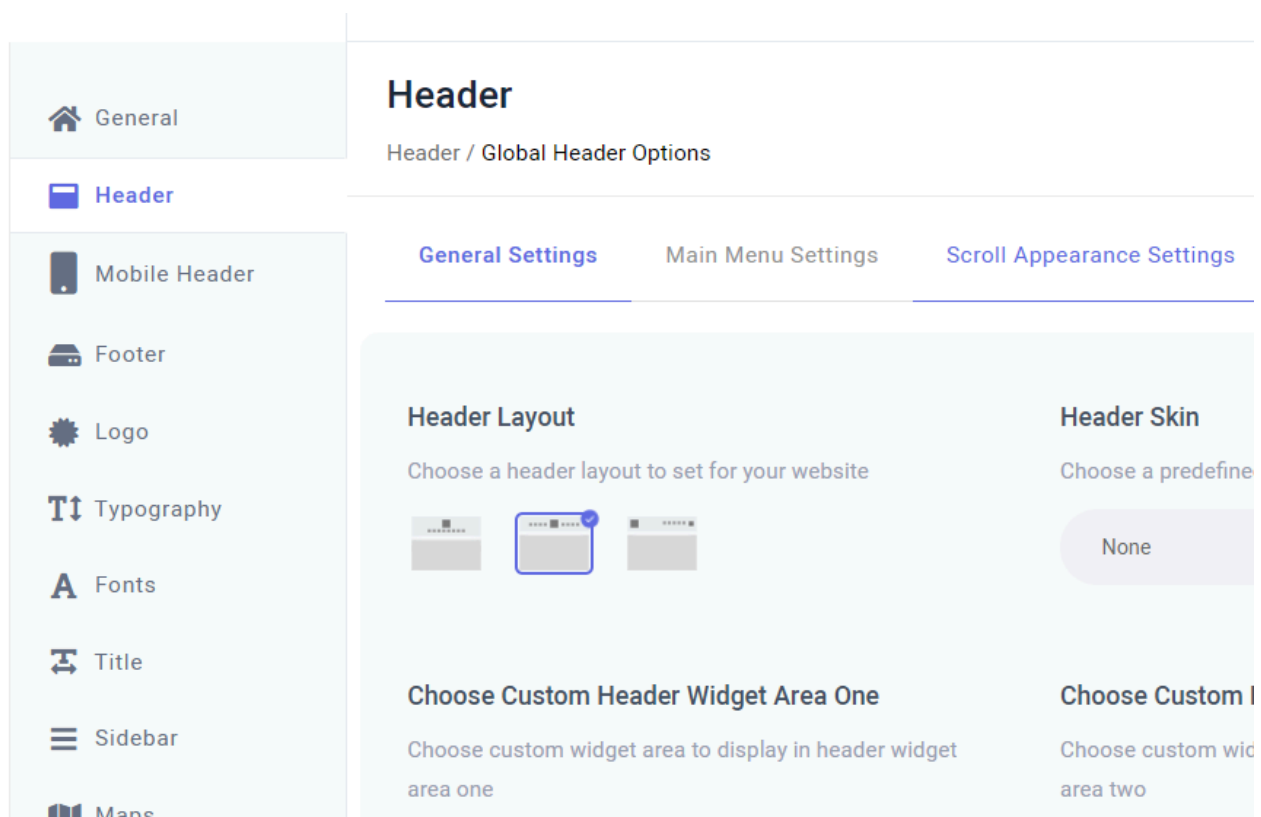 General
Header
Mobile Header
Footer
Logo
Typography
Fonts
Title
Sidebar
Maps
Header
Header / Global Header Options
General Settings
Main Menu Settings
Scroll Appearance Settings
Header Layout
Choose a header layout to set for your website
Header Skin
Choose a predefine
None
Choose Custom Header Widget Area One
Choose custom widget area to display in header widget
area one
Choose Custom
Choose custom wid
area two